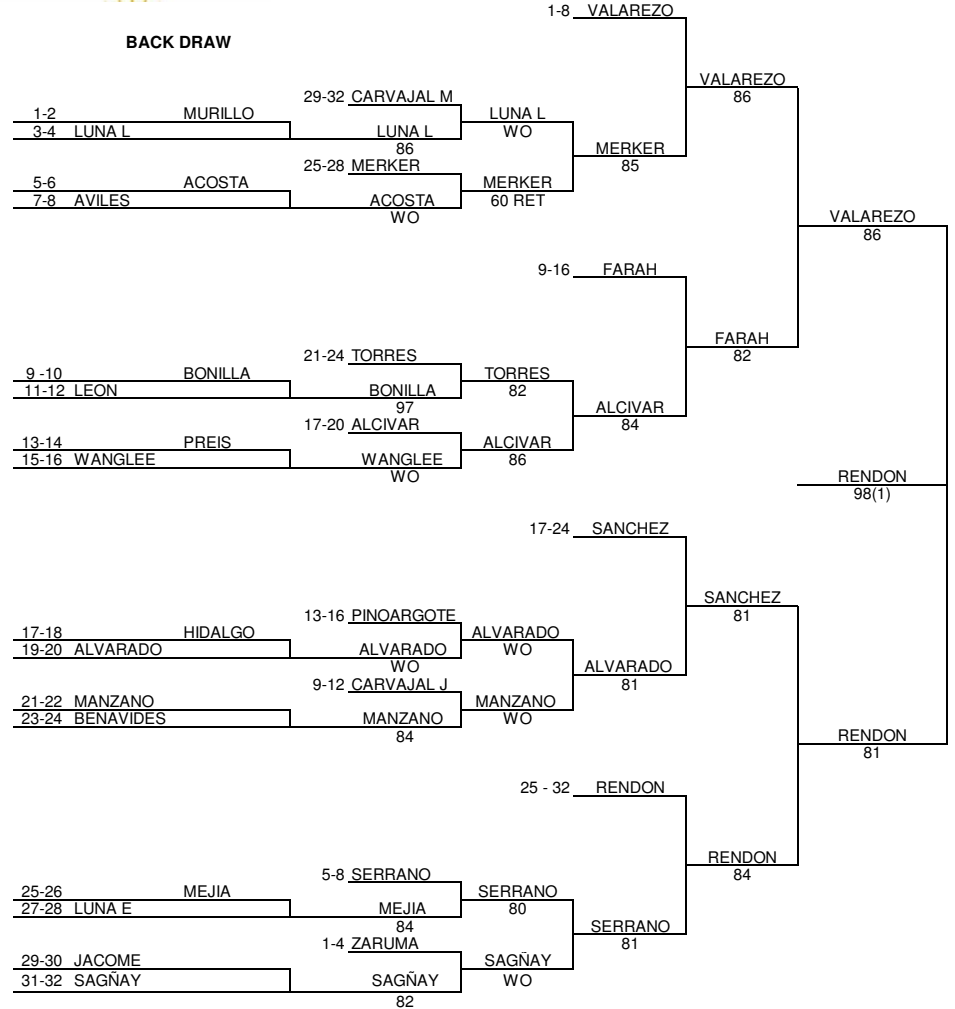 1-8 VALAREZO
BACK DRAW
VALAREZO
86
29-32 CARVAJAL M
1-2 MURILLO LUNA L
3-4 LUNA L LUNA L WO
86 MERKER
25-28 MERKER 85
5-6 ACOSTA MERKER
7-8 AVILES ACOSTA 60 RET
WO VALAREZO
86
9-16 FARAH
FARAH
82
21-24 TORRES
9 -10 BONILLA TORRES
11-12 LEON BONILLA 82
97 ALCIVAR
17-20 ALCIVAR 84
13-14 PREIS ALCIVAR
15-16 WANGLEE WANGLEE 86
WO RENDON
98(1)
17-24 SANCHEZ
SANCHEZ
81
13-16 PINOARGOTE
17-18 HIDALGO ALVARADO
19-20 ALVARADO ALVARADO WO
WO ALVARADO
9-12 CARVAJAL J 81
21-22 MANZANO MANZANO
23-24 BENAVIDES MANZANO WO
84 RENDON
81
25 - 32 RENDON
RENDON
84
5-8 SERRANO
25-26 MEJIA SERRANO
27-28 LUNA E MEJIA 80
84 SERRANO
1-4 ZARUMA 81
29-30 JACOME SAGÑAY
31-32 SAGÑAY SAGÑAY WO
82